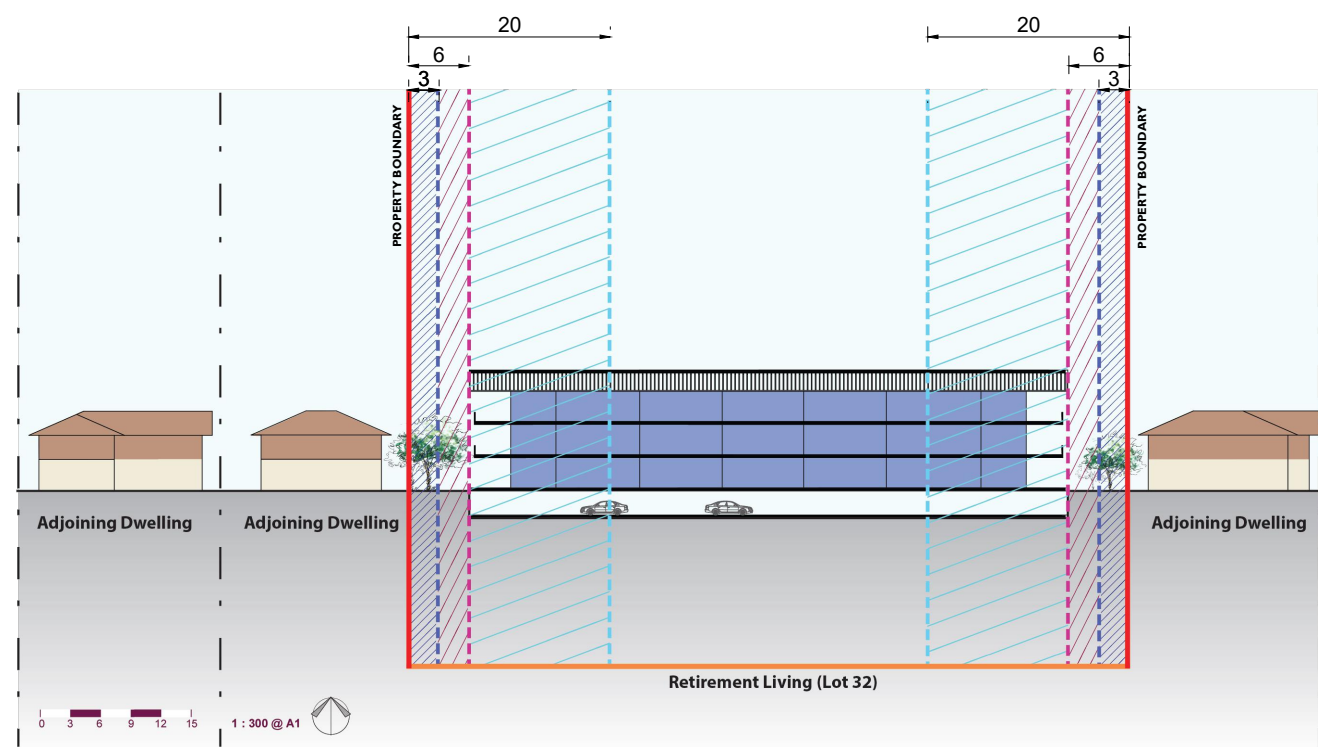 20
20
6
6
3
3
PROPERTY BOUNDARY
PROPERTY BOUNDARY
Adjoining Dwelling
Adjoining Dwelling
Adjoining Dwelling
Retirement Living (Lot 32)
0 3 6 9 12 15
1 : 300 @ A1